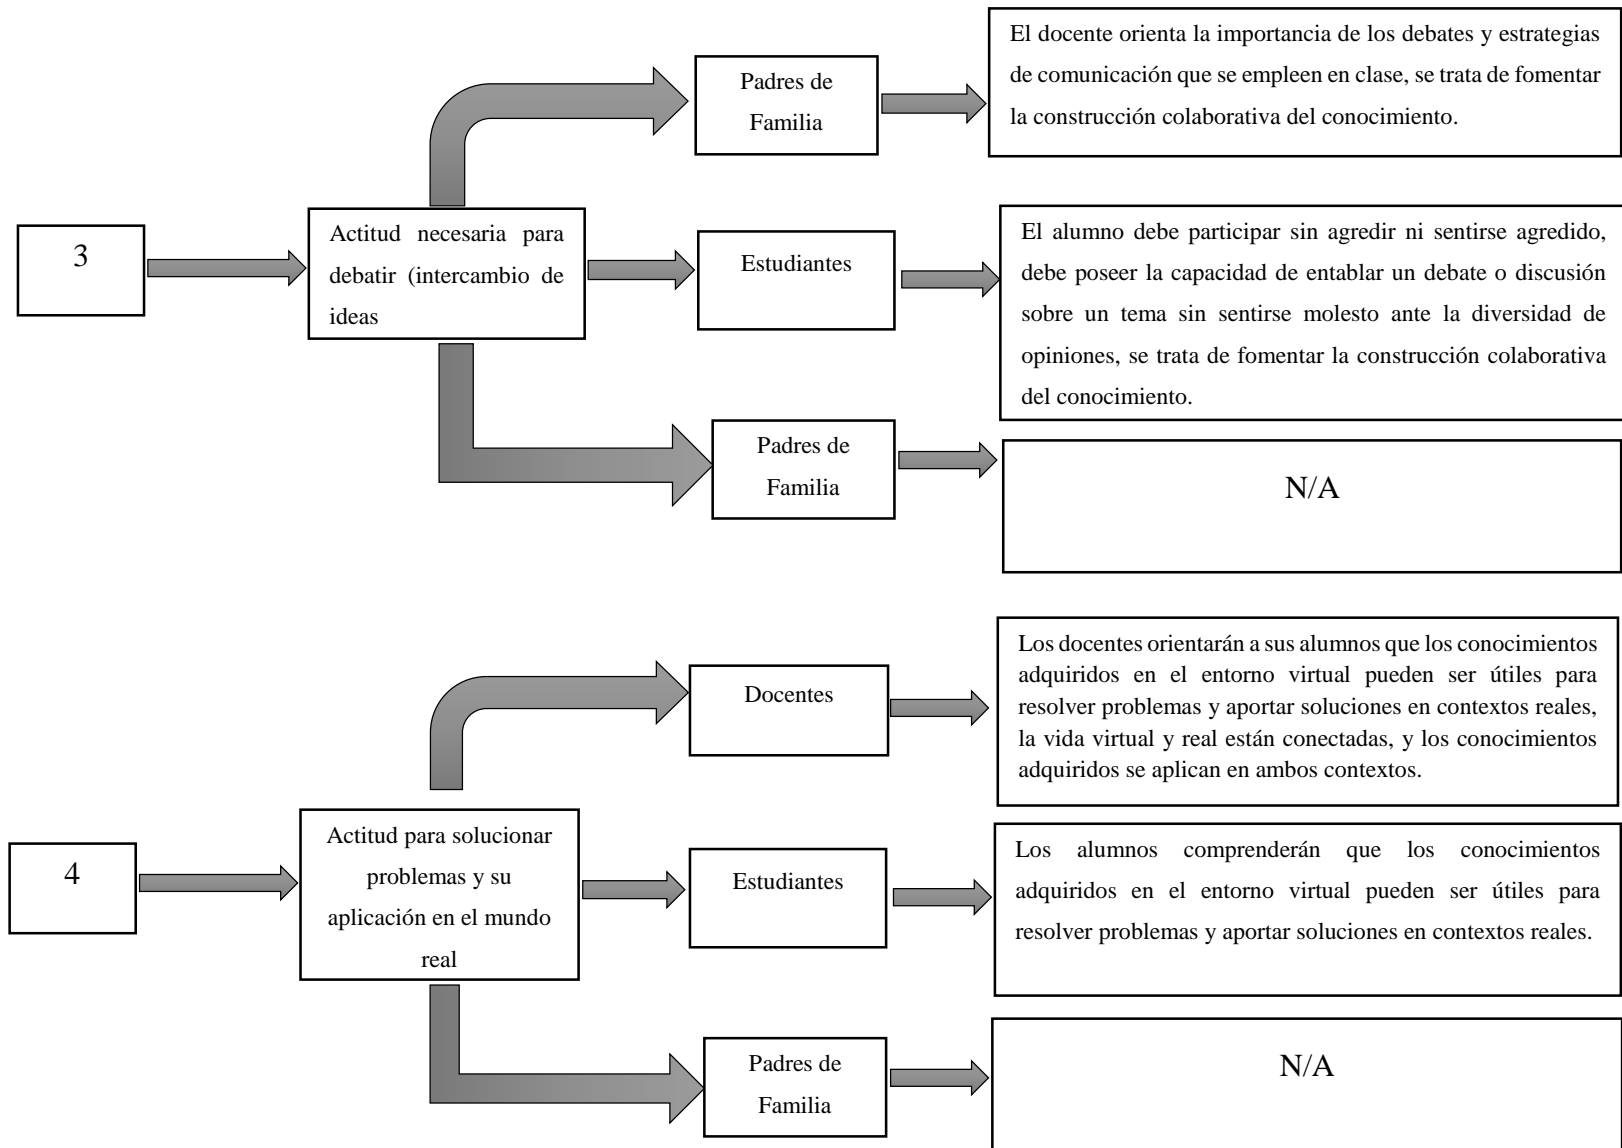 Padres de
Familia
El docente orienta la importancia de los debates y estrategias
de comunicación que se empleen en clase, se trata de fomentar
la construcción colaborativa del conocimiento.
3
Actitud necesaria para
debatir (intercambio de
ideas
Estudiantes
El alumno debe participar sin agredir ni sentirse agredido,
debe poseer la capacidad de entablar un debate o discusión
sobre un tema sin sentirse molesto ante la diversidad de
opiniones, se trata de fomentar la construcción colaborativa
del conocimiento.
Padres de
Familia
N/A
Docentes
Los docentes orientarán a sus alumnos que los conocimientos
adquiridos en el entorno virtual pueden ser útiles para
resolver problemas y aportar soluciones en contextos reales,
la vida virtual y real están conectadas, y los conocimientos
adquiridos se aplican en ambos contextos.
4
Actitud para solucionar
problemas y su
aplicación en el mundo
real
Estudiantes
Los alumnos comprenderán que los conocimientos
adquiridos en el entorno virtual pueden ser útiles para
resolver problemas y aportar soluciones en contextos reales.
Padres de
Familia
N/A